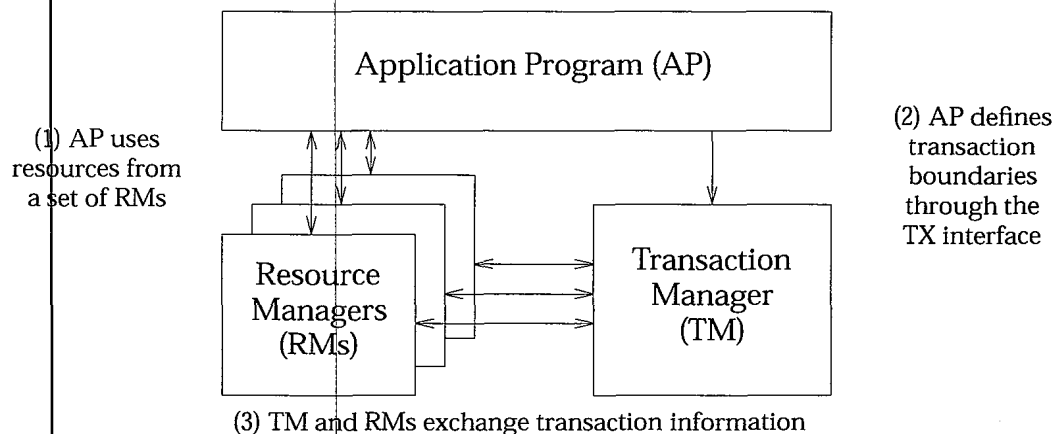 Application Program (AP)
(1) AP uses
resources from
a set of RMs
(2) AP defines
transaction
boundaries
through the
TX interface
Resource
Managers
(RMs)
Transaction
Manager
(TM)
(3) TM and RMs exchange transaction information